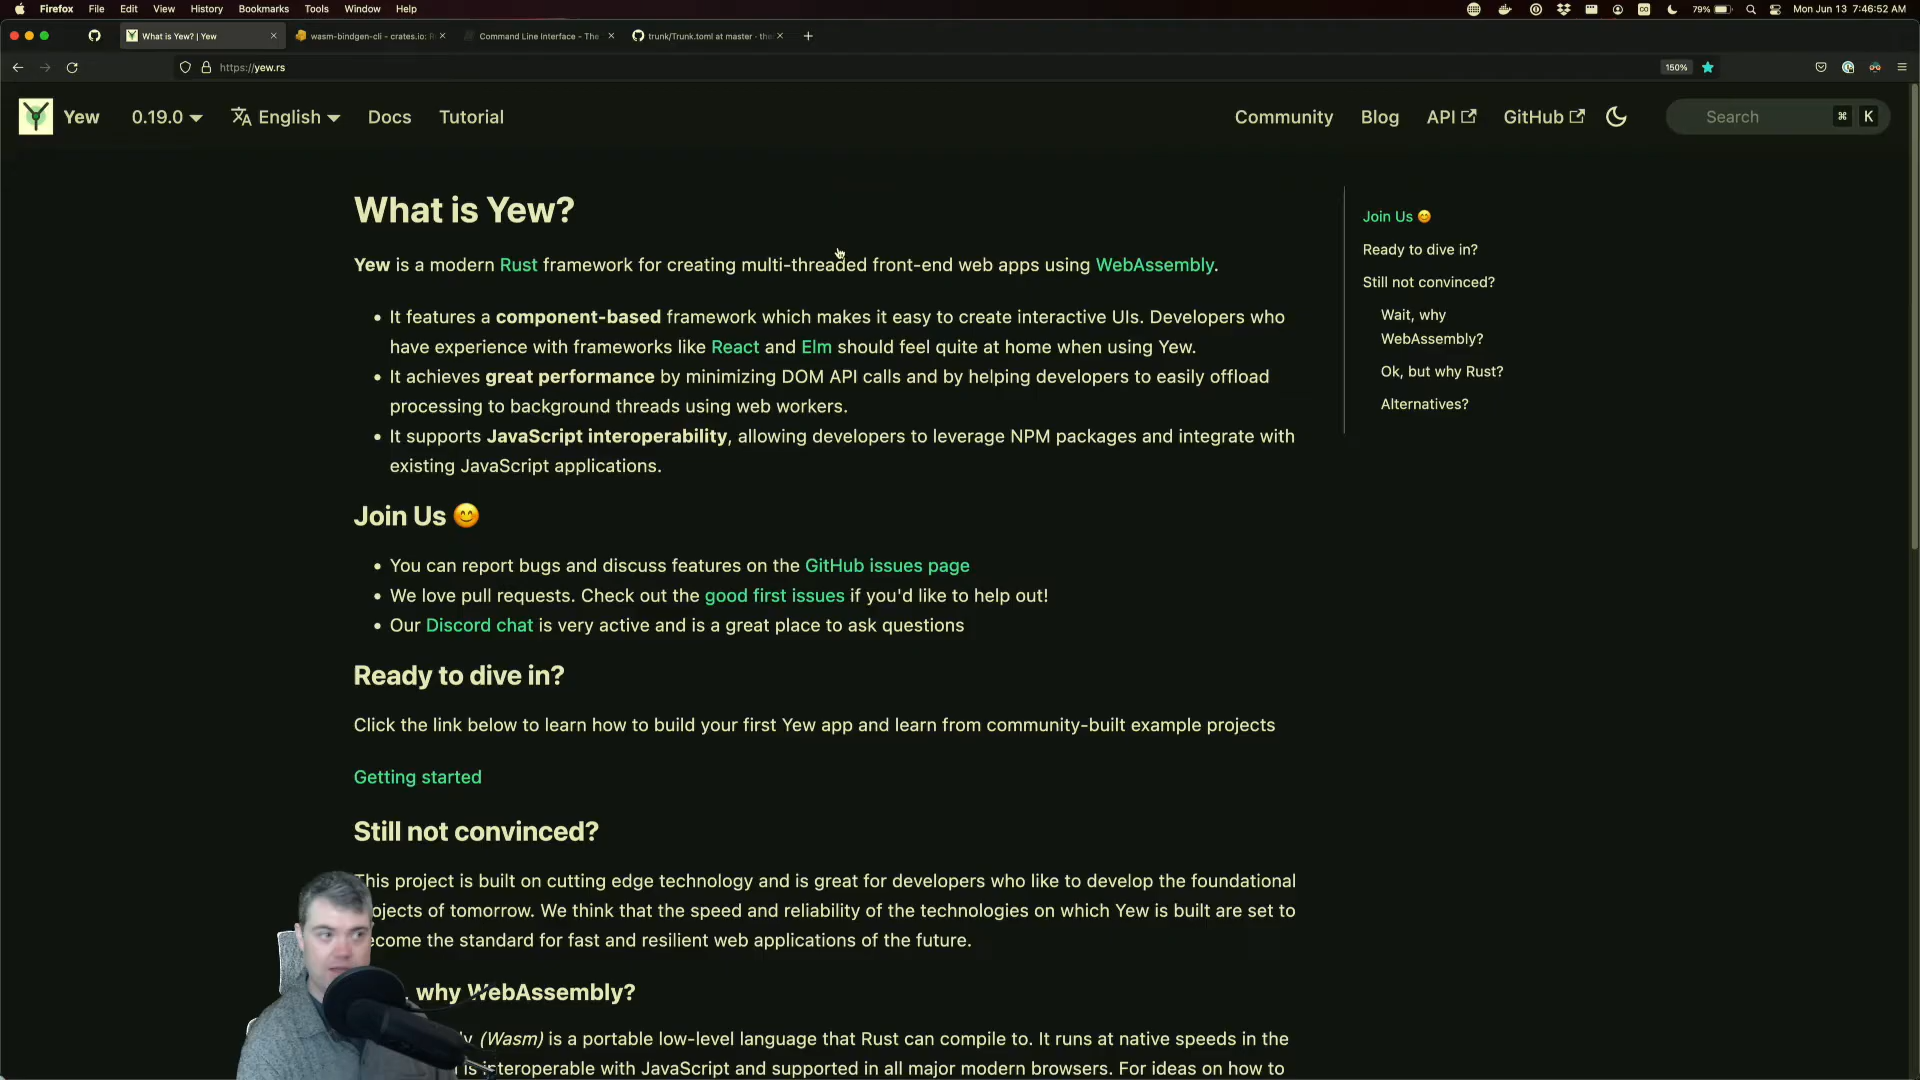 Firefox File Edit View History Bookmarks Tools Window Help
79% Mon Jun 13 7:46:52 AM
What is Yew? | Yew
wasm-bindgen-cli - crates.io: R
Command Line Interface - The
trunk/Trunk.toml at master · the
https://yew.rs
150%
Yew
0.19.0
English
Docs
Tutorial
Community
Blog
API
GitHub
Search
⌘ K
What is Yew?
Yew is a modern Rust framework for creating multi-threaded front-end web apps using WebAssembly.
• It features a component-based framework which makes it easy to create interactive UIs. Developers who
have experience with frameworks like React and Elm should feel quite at home when using Yew.
• It achieves great performance by minimizing DOM API calls and by helping developers to easily offload
processing to background threads using web workers.
• It supports JavaScript interoperability, allowing developers to leverage NPM packages and integrate with
existing JavaScript applications.
Join Us 😊
• You can report bugs and discuss features on the GitHub issues page
• We love pull requests. Check out the good first issues if you'd like to help out!
• Our Discord chat is very active and is a great place to ask questions
Ready to dive in?
Click the link below to learn how to build your first Yew app and learn from community-built example projects
Getting started
Still not convinced?
This project is built on cutting edge technology and is great for developers who like to develop the foundational
ojects of tomorrow. We think that the speed and reliability of the technologies on which Yew is built are set to
ecome the standard for fast and resilient web applications of the future.
, why WebAssembly?
y (Wasm) is a portable low-level language that Rust can compile to. It runs at native speeds in the
is interoperable with JavaScript and supported in all major modern browsers. For ideas on how to
Join Us 😊
Ready to dive in?
Still not convinced?
Wait, why
WebAssembly?
Ok, but why Rust?
Alternatives?